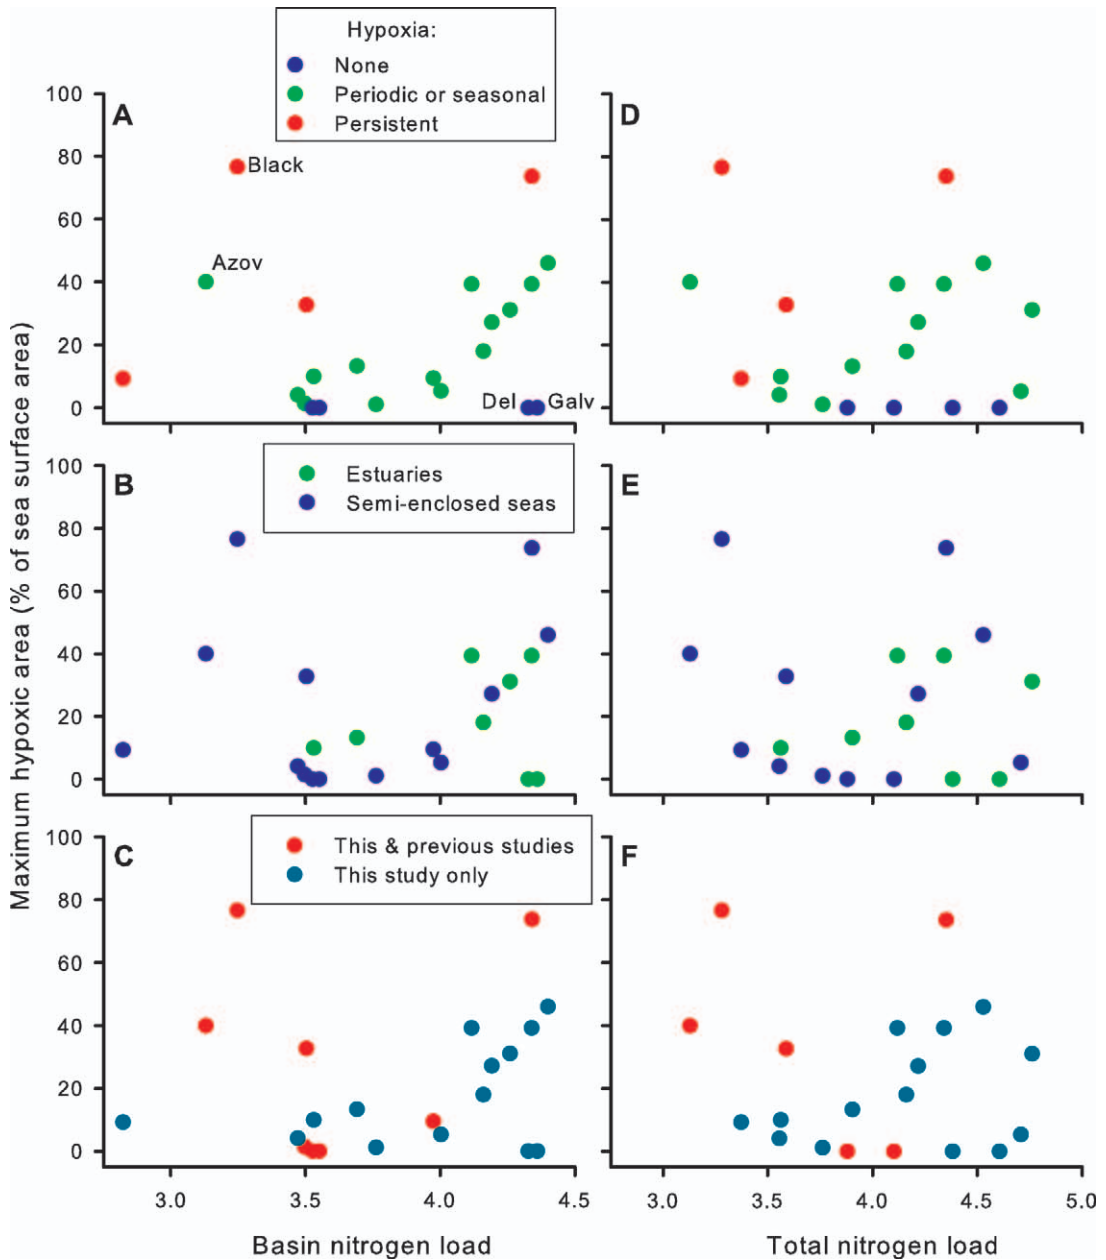 Hypoxia:
None
Periodic or seasonal
Persistent
Maximum hypoxic area (% of sea surface area)
A
100
80
60
40
20
0
Black
Azov
Del
Galv
D
B
100
80
60
40
20
0
Estuaries
Semi-enclosed seas
E
C
100
80
60
40
20
0
This & previous studies
This study only
F
3.0 3.5 4.0 4.5
3.0 3.5 4.0 4.5 5.0
Basin nitrogen load
Total nitrogen load